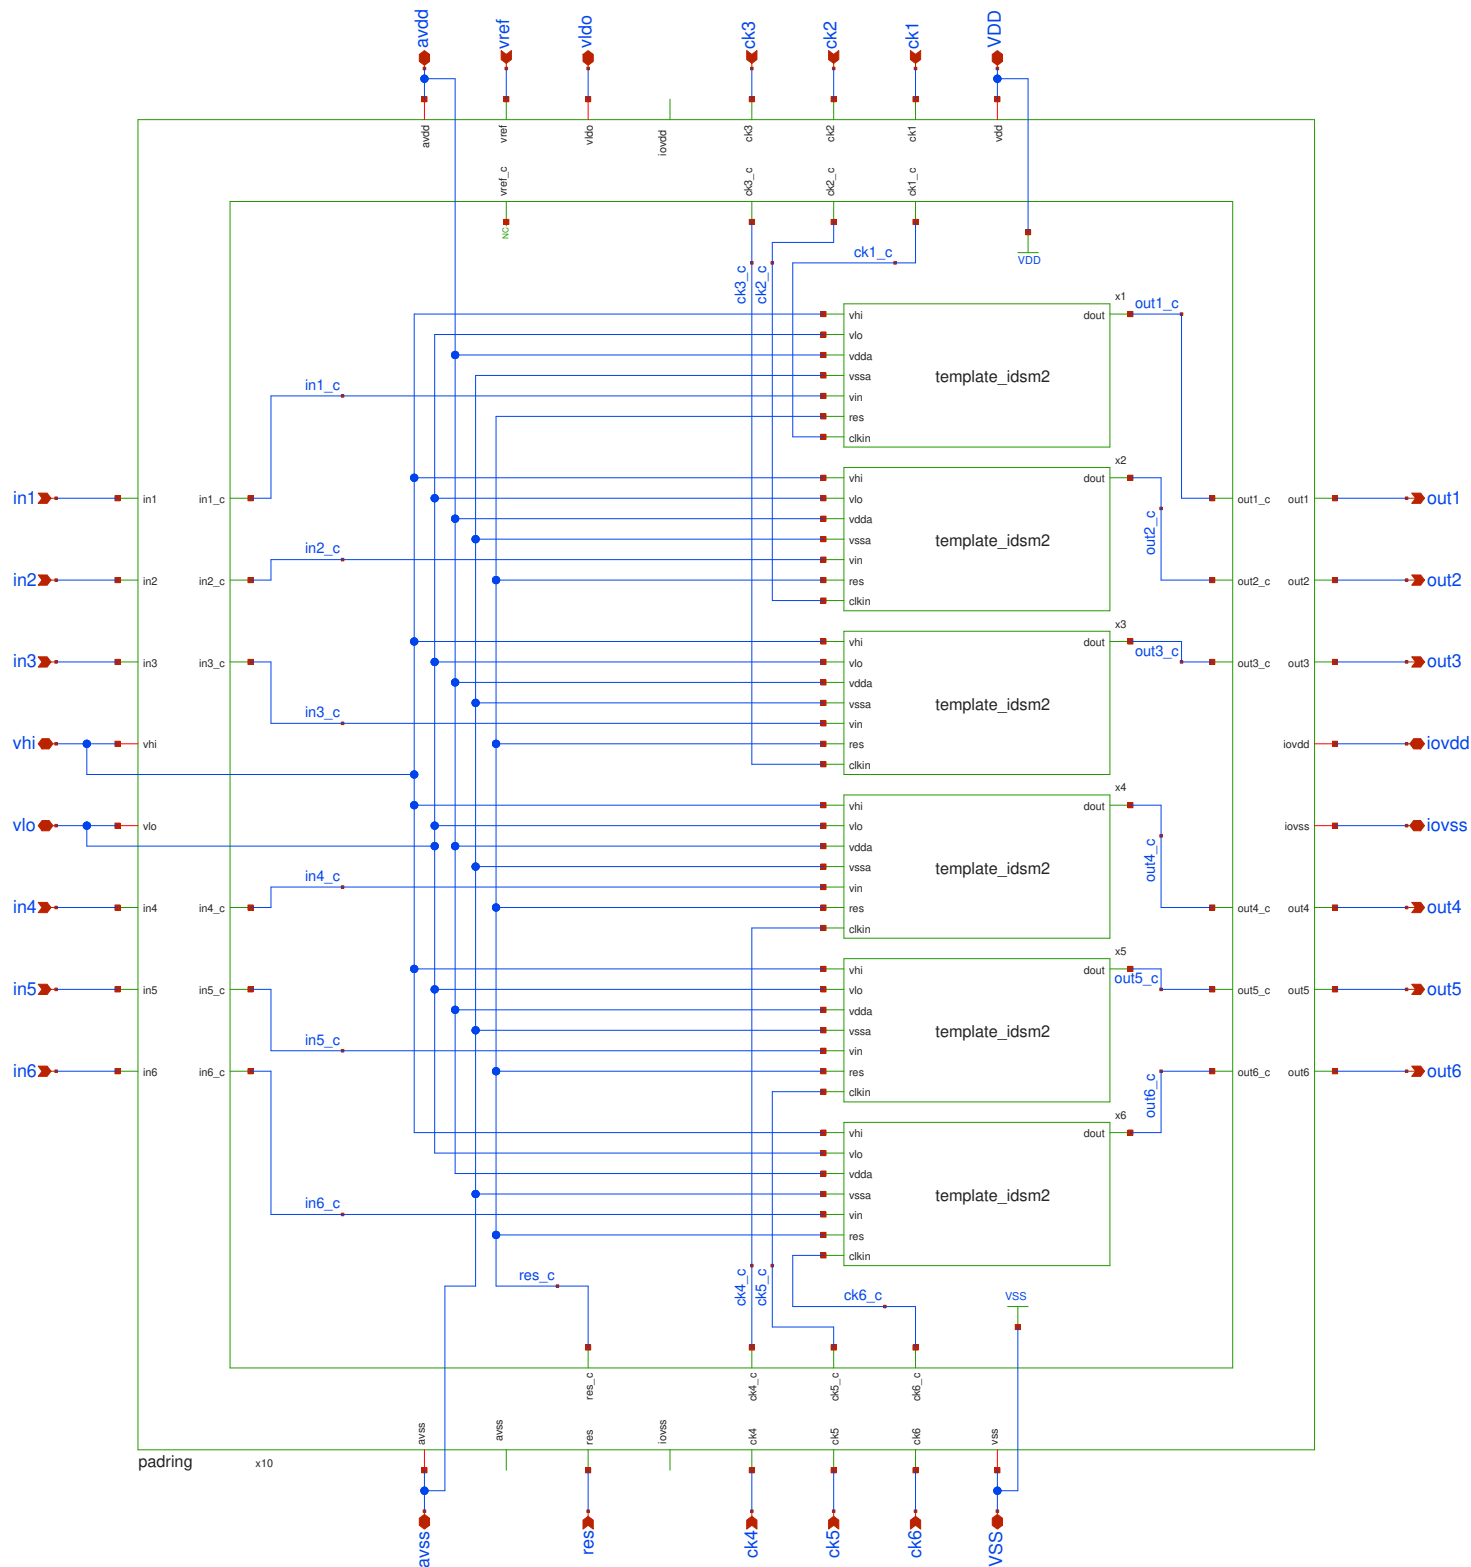 avdd vref vldo ck3 ck2 ck1 VDD
avdd vref vldo iovdd ck3 ck2 ck1 vdd
vref_c ck3_c ck2_c ck1_c
NC
ck3_c ck2_c ck1_c VDD
x1
vhi dout out1_c
vlo
vdda
vssa template_idsm2
in1_c vin
res
clkin
x2
vhi dout
in1 in1 in1_c vlo out1_c out1 out1
vdda
vssa template_idsm2 out2_c
in2_c vin
in2 in2 in2_c res out2_c out2 out2
clkin
x3
vhi dout
out3_c
in3 in3 in3_c vlo out3_c out3 out3
vdda
vssa template_idsm2
in3_c vin
vhi vhi res iovdd iovdd
clkin
x4
vhi dout
vlo vlo vlo iovss iovss
vdda
vssa template_idsm2 out4_c
in4_c vin
in4 in4 in4_c res out4_c out4 out4
clkin
x5
vhi dout
out5_c
in5 in5 in5_c vlo out5_c out5 out5
vdda
vssa template_idsm2
in5_c vin
in6 in6 in6_c res out6_c out6 out6
clkin
out6_c
x6
vhi dout
vlo
vdda
vssa template_idsm2
in6_c vin
res
clkin
res_c ck4_c ck5_c ck6_c VSS
res_c ck4_c ck5_c ck6_c
avss avss res iovss ck4 ck5 ck6 vss
padring x10
avss res ck4 ck5 ck6 VSS